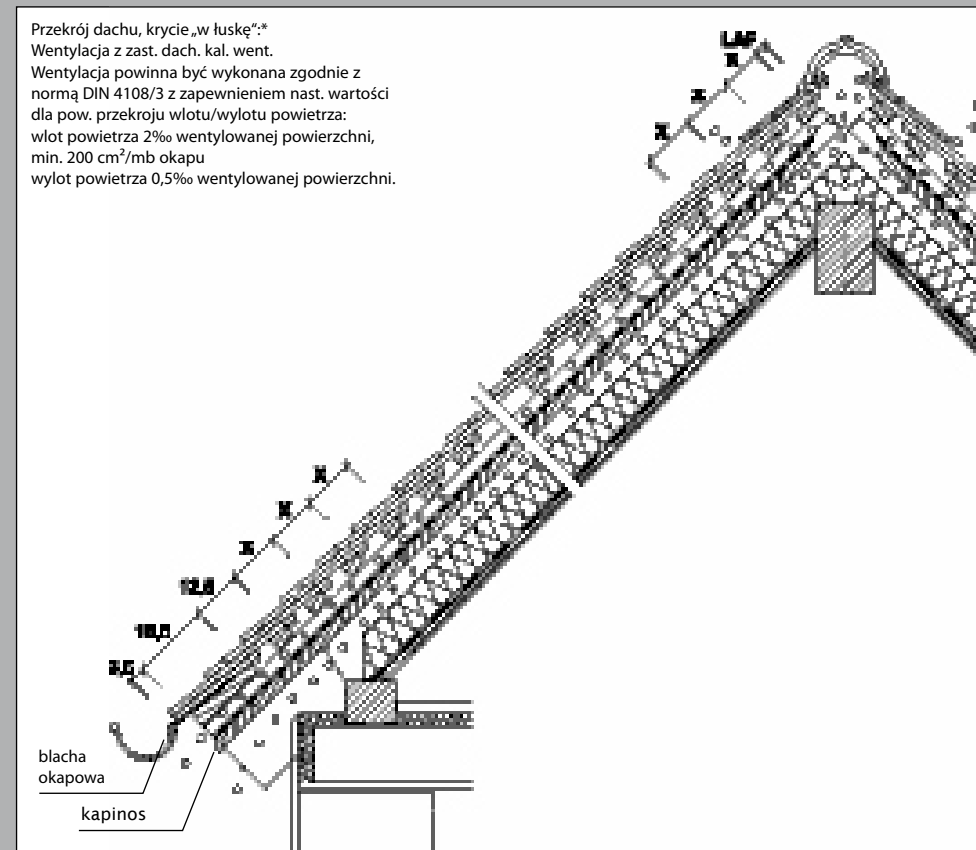 Przekrój dachu, krycie „w łuskę“:*
Wentylacja z zast. dach. kal. went.
Wentylacja powinna być wykonana zgodnie z
normą DIN 4108/3 z zapewnieniem nast. wartości
dla pow. przekroju wlotu/wylotu powietrza:
wlot powietrza 2‰ wentylowanej powierzchni,
min. 200 cm²/mb okapu
wylot powietrza 0,5‰ wentylowanej powierzchni.
LAF
x
x
x
x
x
x
blacha
okapowa
kapinos